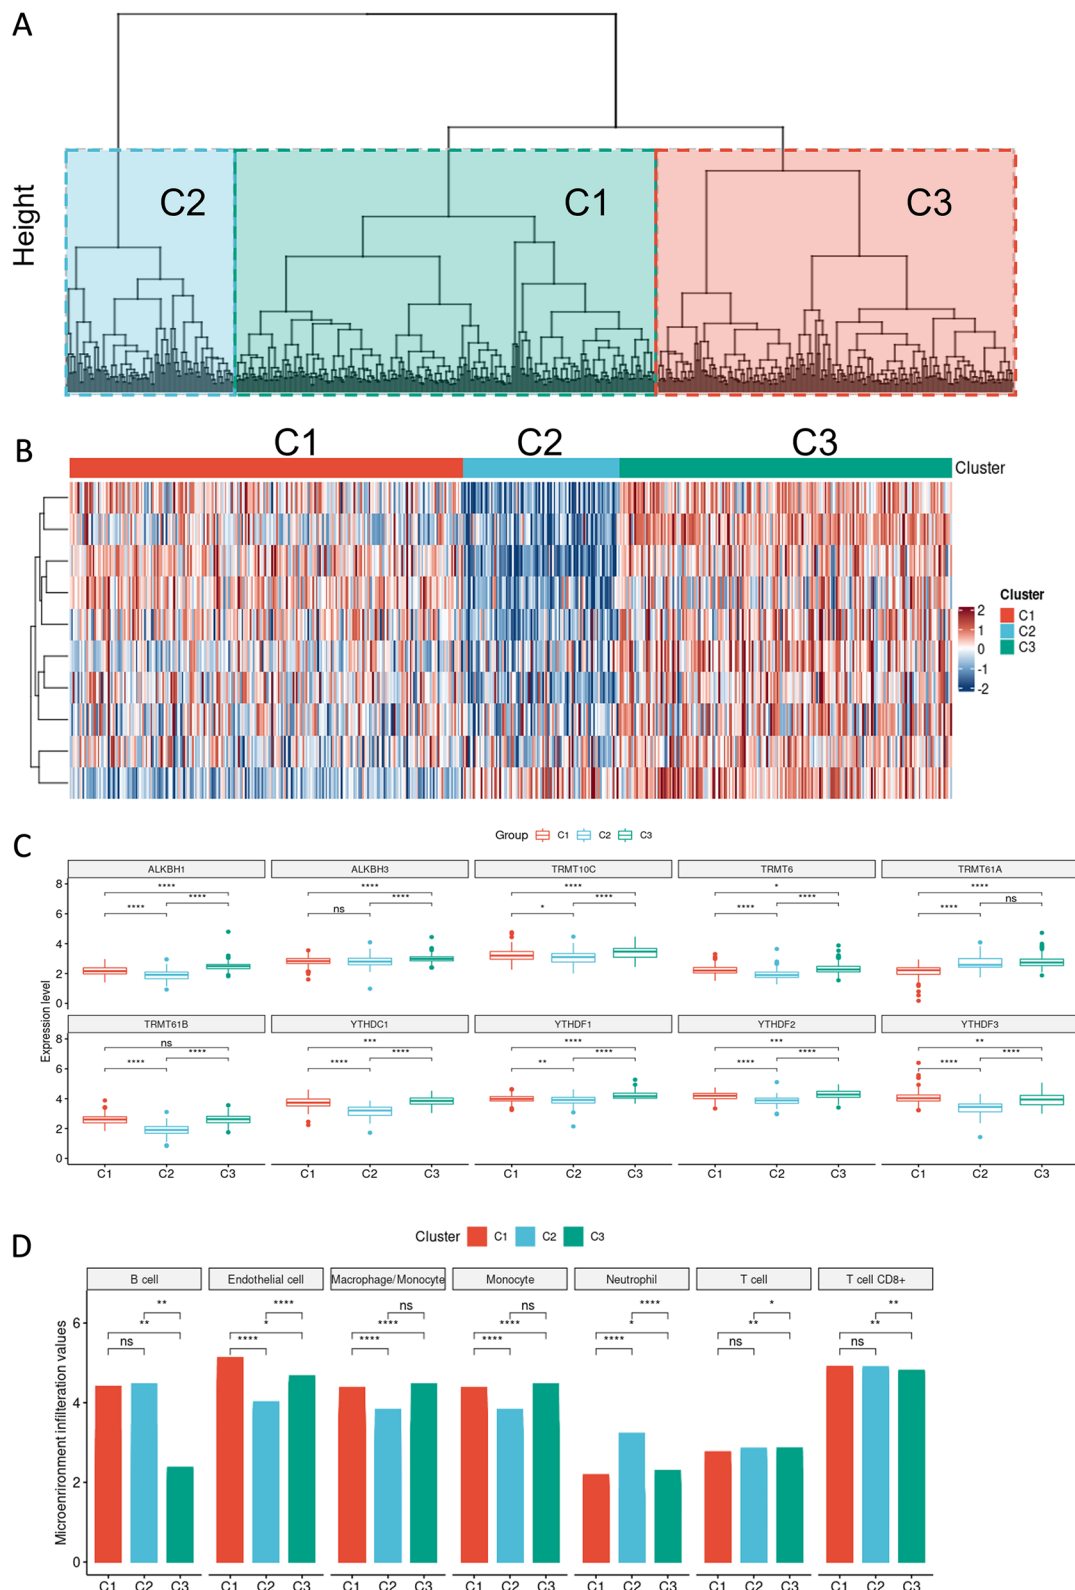 A
C2 C1 C3
Height
B
C1 C2 C3
Cluster
2
1
0
-1
-2
Cluster
C1
C2
C3
C
Group C1 C2 C3
ALKBH1 ALKBH3 TRMT10C TRMT6 TRMT61A
**** **** **** * ****
**** **** **** **** ns
**** ns * **** ****
8
6
4
2
0
Expression level
TRMT61B YTHDC1 YTHDF1 YTHDF2 YTHDF3
ns *** **** *** **
**** **** **** **** ****
**** **** ** **** ****
8
6
4
2
0
C1 C2 C3 C1 C2 C3 C1 C2 C3 C1 C2 C3 C1 C2 C3
D
Cluster C1 C2 C3
B cell Endothelial cell Macrophage/Monocyte Monocyte Neutrophil T cell T cell CD8+
** **** ns ns **** * **
** * **** **** * ** **
ns **** **** **** **** ns ns
6
4
2
0
Microenrironment infilteration values
C1 C2 C3 C1 C2 C3 C1 C2 C3 C1 C2 C3 C1 C2 C3 C1 C2 C3 C1 C2 C3